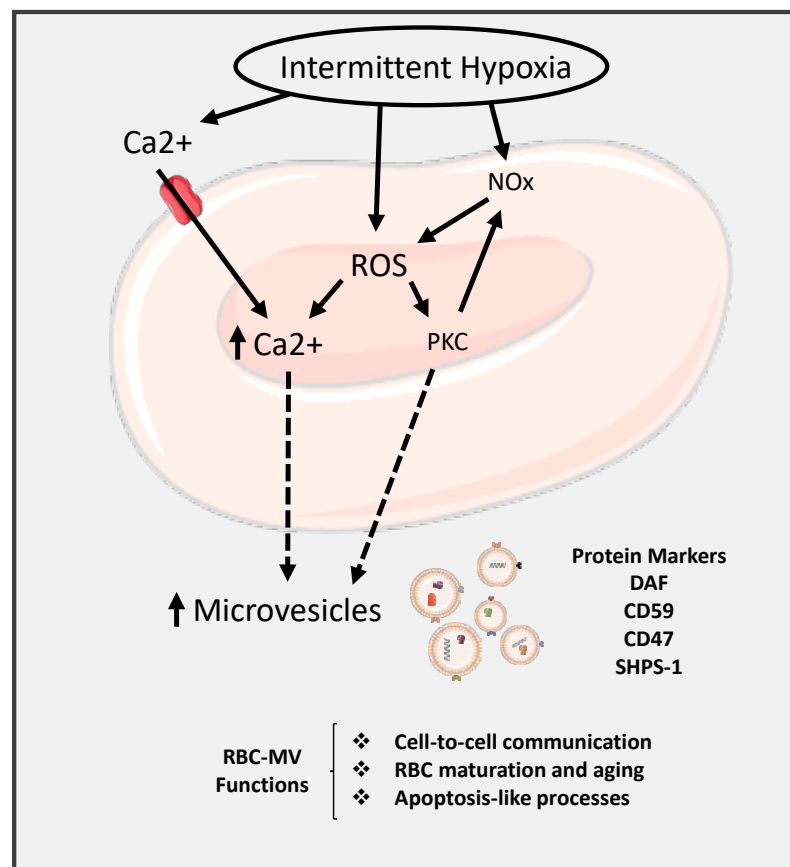 Intermittent Hypoxia
Ca2+
NOx
ROS
Ca2+
PKC
Microvesicles
Protein Markers
DAF
CD59
CD47
SHPS-1
RBC-MV
Functions
❖ Cell-to-cell communication
❖ RBC maturation and aging
❖ Apoptosis-like processes